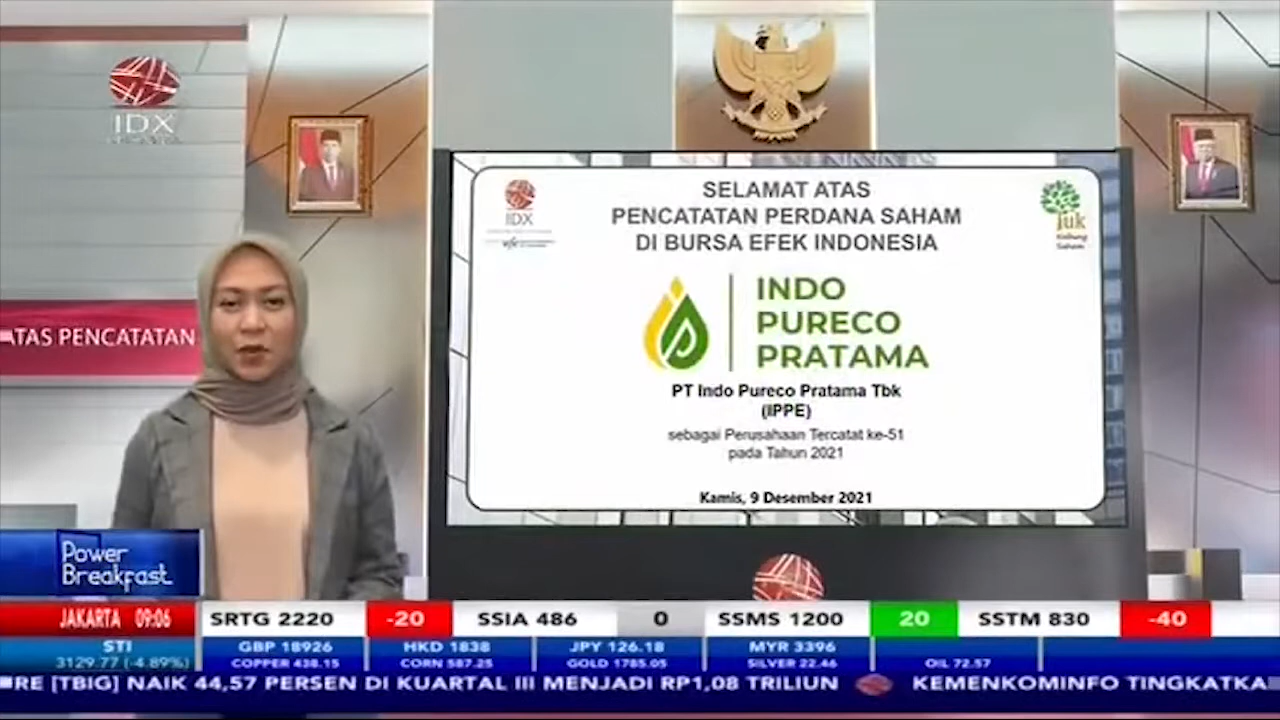 IDX
ATAS PENCATATAN
IDX
SELAMAT ATAS
PENCATATAN PERDANA SAHAM
DI BURSA EFEK INDONESIA
Yuk
Nabung
Saham
INDO
PURECO
PRATAMA
PT Indo Pureco Pratama Tbk
(IPPE)
sebagai Perusahaan Tercatat ke-51
pada Tahun 2021
Kamis, 9 Desember 2021
Power
Breakfast
JAKARTA 09:06
SRTG 2220 -20 SSIA 486 0 SSMS 1200 20 SSTM 830 -40
STI GBP 18926 HKD 1838 JPY 126.18 MYR 3396
3129.77 (-4.89%) COPPER 438.15 CORN 587.25 GOLD 1785.05 SILVER 22.46 OIL 72.57
RE [TBIG] NAIK 44,57 PERSEN DI KUARTAL III MENJADI RP1,08 TRILIUN KEMENKOMINFO TINGKATKA